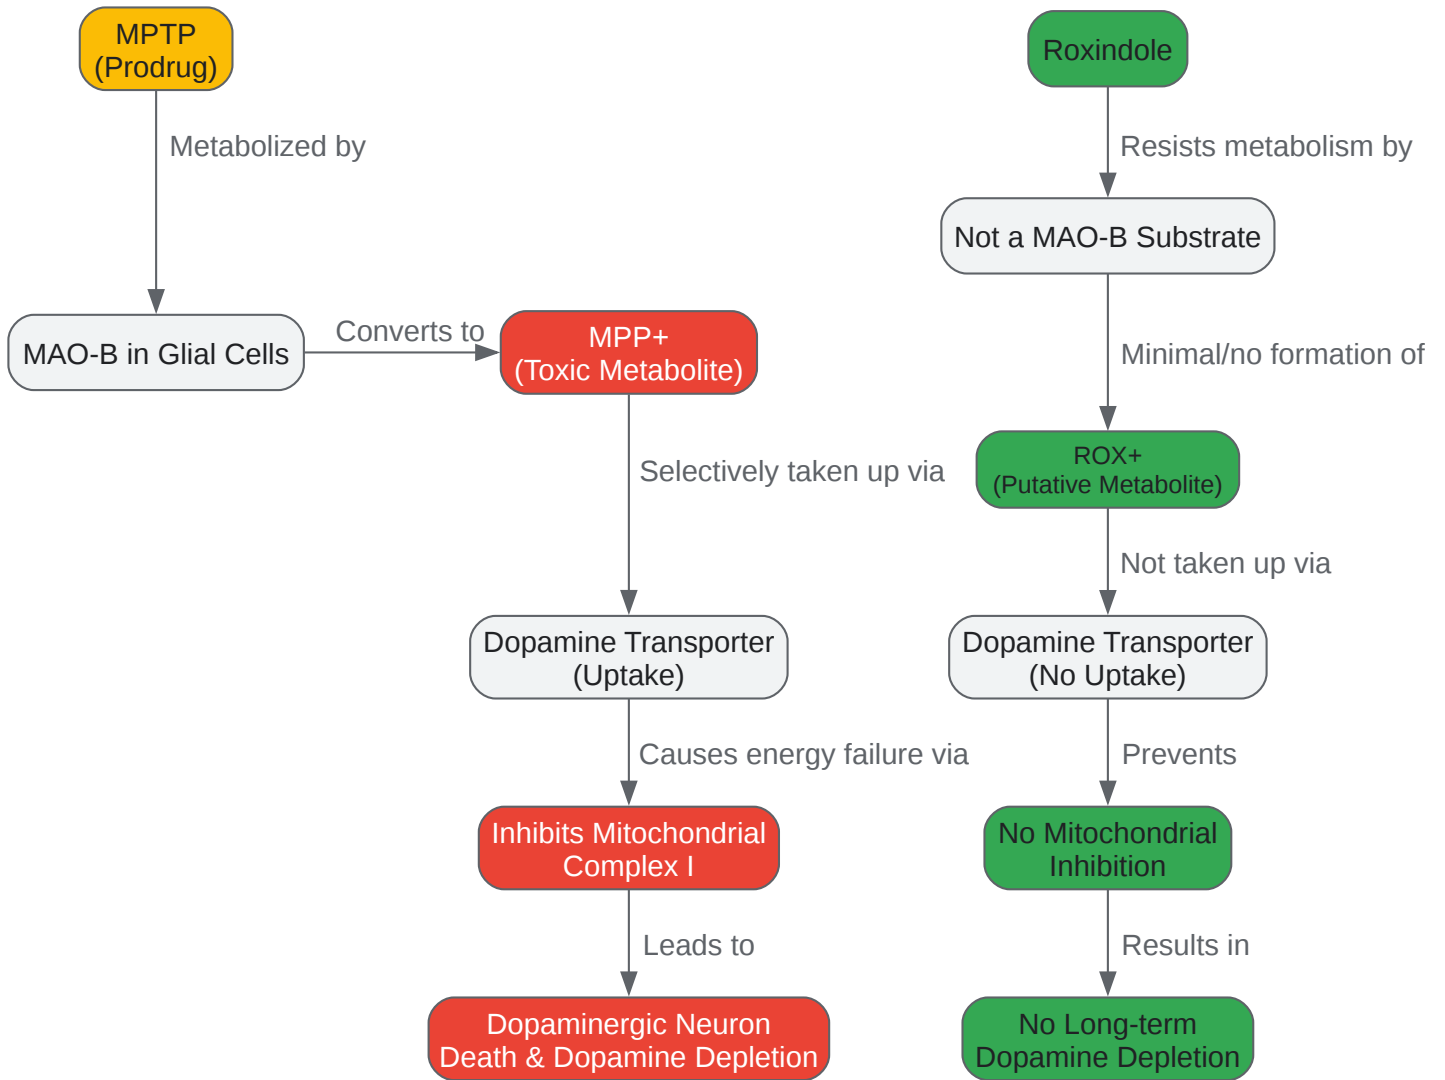 MPTP
(Prodrug)
Metabolized by
MAO-B in Glial Cells
Converts to
MPP+
(Toxic Metabolite)
Selectively taken up via
Dopamine Transporter
(Uptake)
Causes energy failure via
Inhibits Mitochondrial
Complex I
Leads to
Dopaminergic Neuron
Death & Dopamine Depletion
Roxindole
Resists metabolism by
Not a MAO-B Substrate
Minimal/no formation of
ROX+
(Putative Metabolite)
Not taken up via
Dopamine Transporter
(No Uptake)
Prevents
No Mitochondrial
Inhibition
Results in
No Long-term
Dopamine Depletion